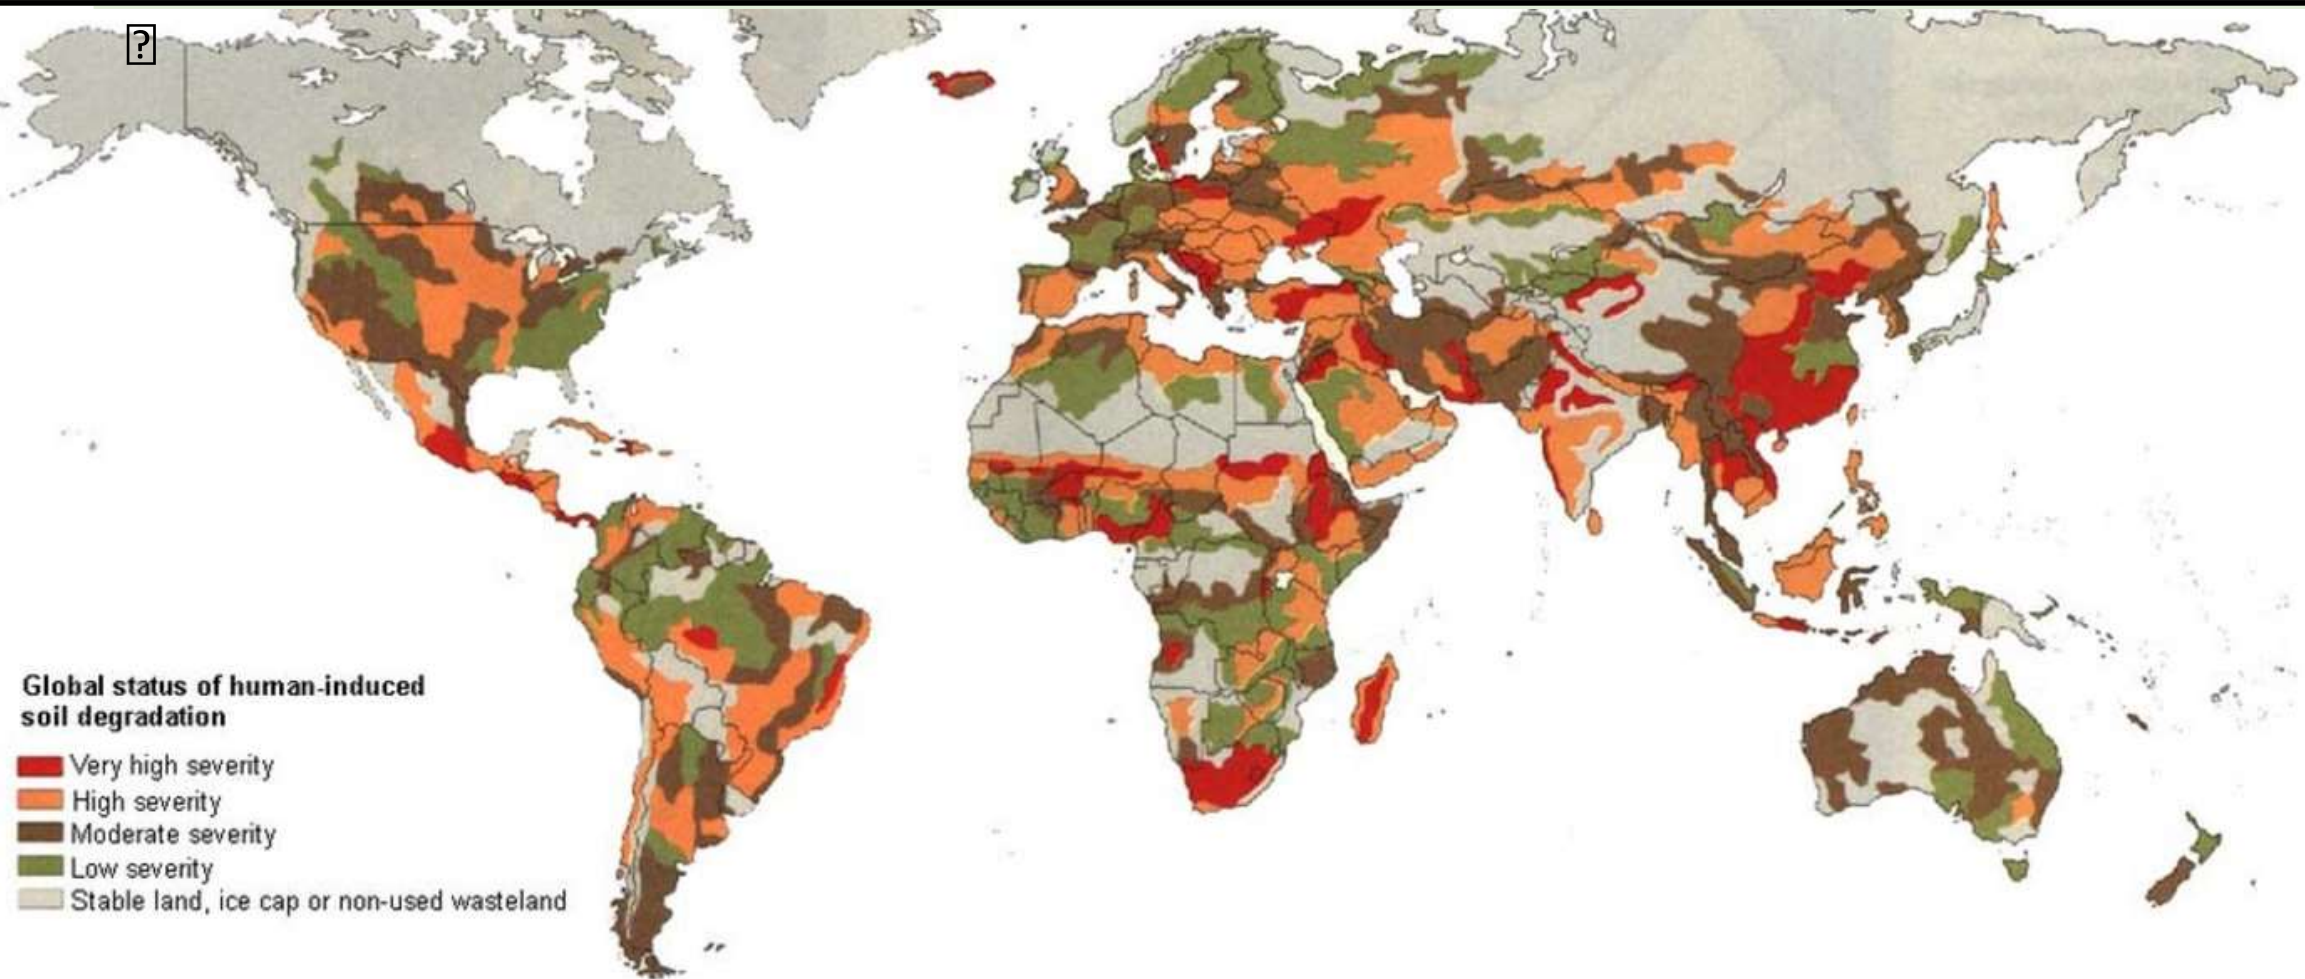 Global status of human-induced
soil degradation
Very high severity
High severity
Moderate severity
Low severity
Stable land, ice cap or non-used wasteland